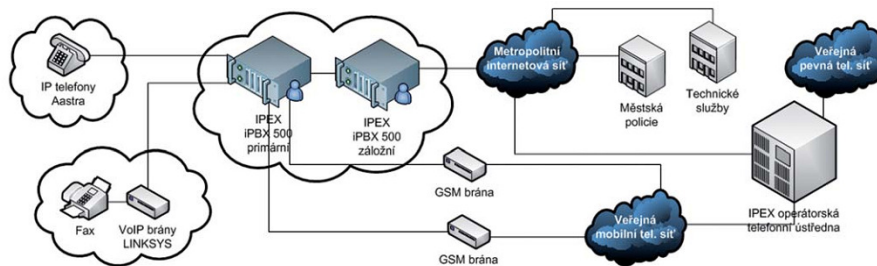 IP telefony
Aastra
IPEX
iPBX 500
primární
IPEX
iPBX 500
záložní
Metropolitní
internetová síť
Městská
policie
Technické
služby
Veřejná
pevná tel. síť
Fax
VoIP brány
LINKSYS
GSM brána
GSM brána
Veřejná
mobilní tel. síť
IPEX operátorská
telefonní ústředna